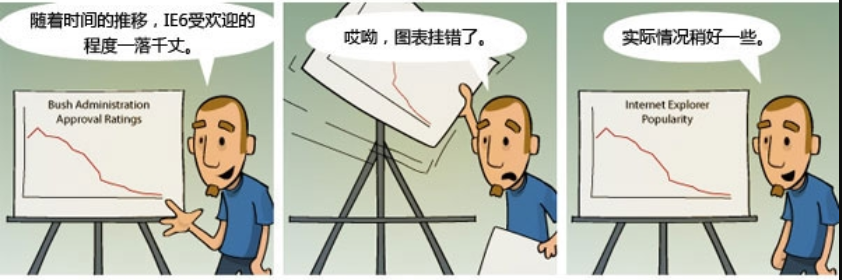 随着时间的推移，IE6受欢迎的
程度一落千丈。
Bush Administration
Approval Ratings
哎呦，图表挂错了。
实际情况稍好一些。
Internet Explorer
Popularity